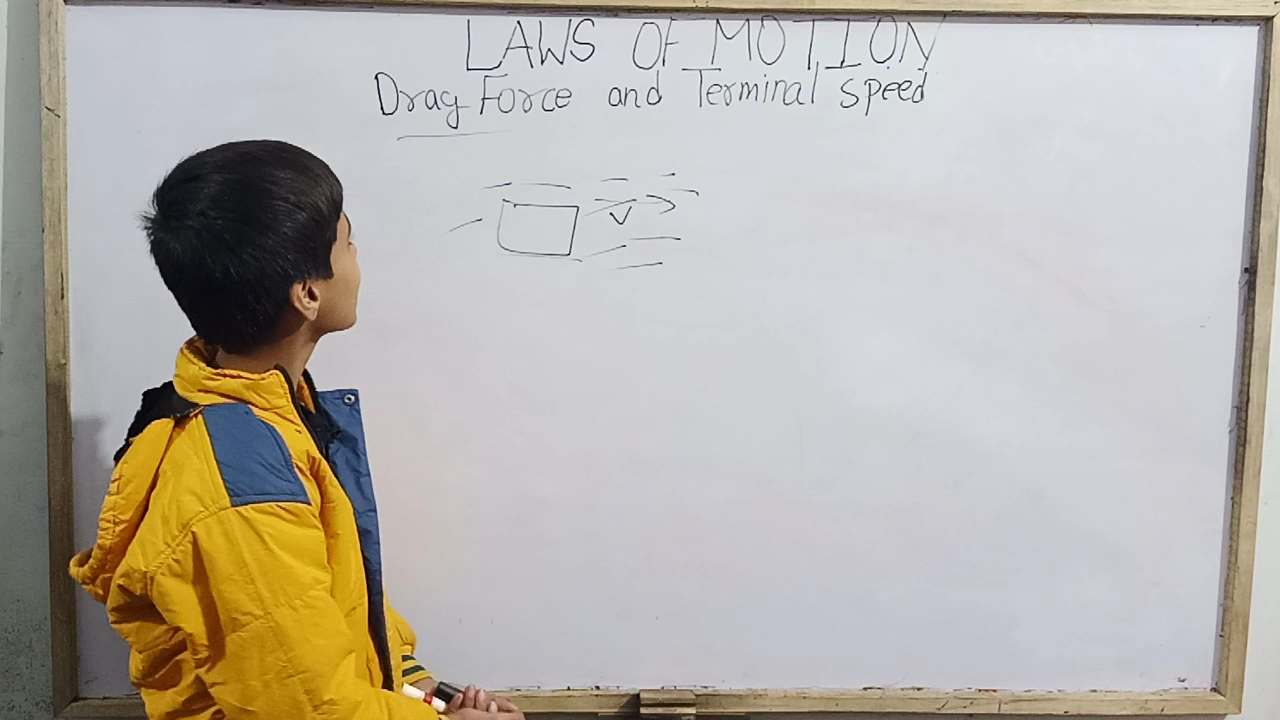 LAWS OF MOTION
Drag Force and Terminal speed
V